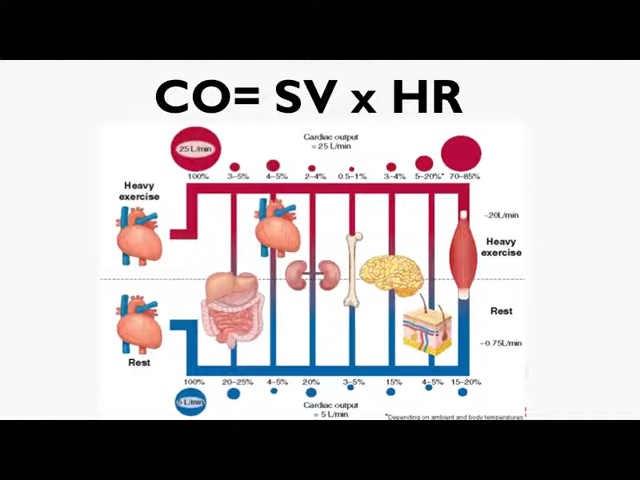 CO= SV x HR
Cardiac output
= 25 L/min
25 L/min
100% 3–5% 4–5% 2–4% 0.5–1% 3–4% 5–20%* 70–85%
Heavy
exercise
~20L/min
Heavy
exercise
Rest
~0.75L/min
Rest
100% 20–25% 4–5% 20% 3–5% 15% 4–5% 15–20%
5 L/min
Cardiac output
= 5 L/min
*Depending on ambient and body temperatures